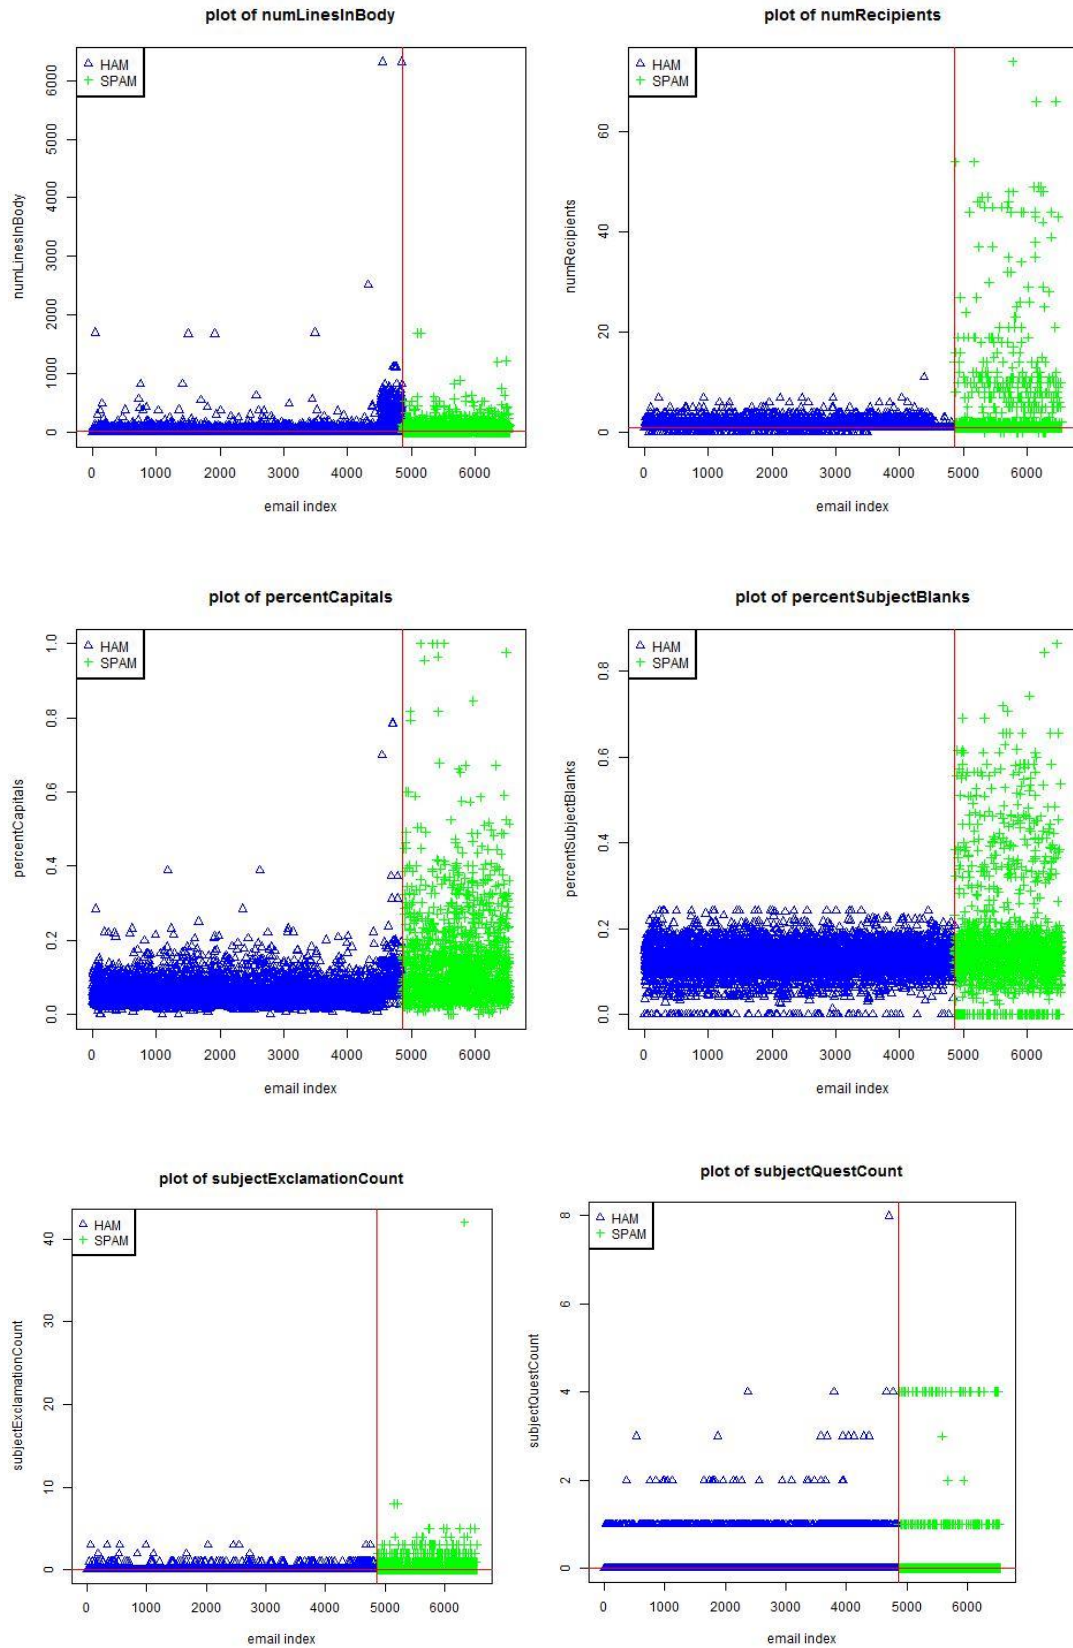 plot of numLinesInBody
HAM
SPAM
numLinesInBody
0 1000 2000 3000 4000 5000 6000
0 1000 2000 3000 4000 5000 6000
email index
plot of numRecipients
HAM
SPAM
numRecipients
0 20 40 60
0 1000 2000 3000 4000 5000 6000
email index
plot of percentCapitals
HAM
SPAM
percentCapitals
0.0 0.2 0.4 0.6 0.8 1.0
0 1000 2000 3000 4000 5000 6000
email index
plot of percentSubjectBlanks
HAM
SPAM
percentSubjectBlanks
0.0 0.2 0.4 0.6 0.8
0 1000 2000 3000 4000 5000 6000
email index
plot of subjectExclamationCount
HAM
SPAM
subjectExclamationCount
0 10 20 30 40
0 1000 2000 3000 4000 5000 6000
email index
plot of subjectQuestCount
HAM
SPAM
subjectQuestCount
0 2 4 6 8
0 1000 2000 3000 4000 5000 6000
email index